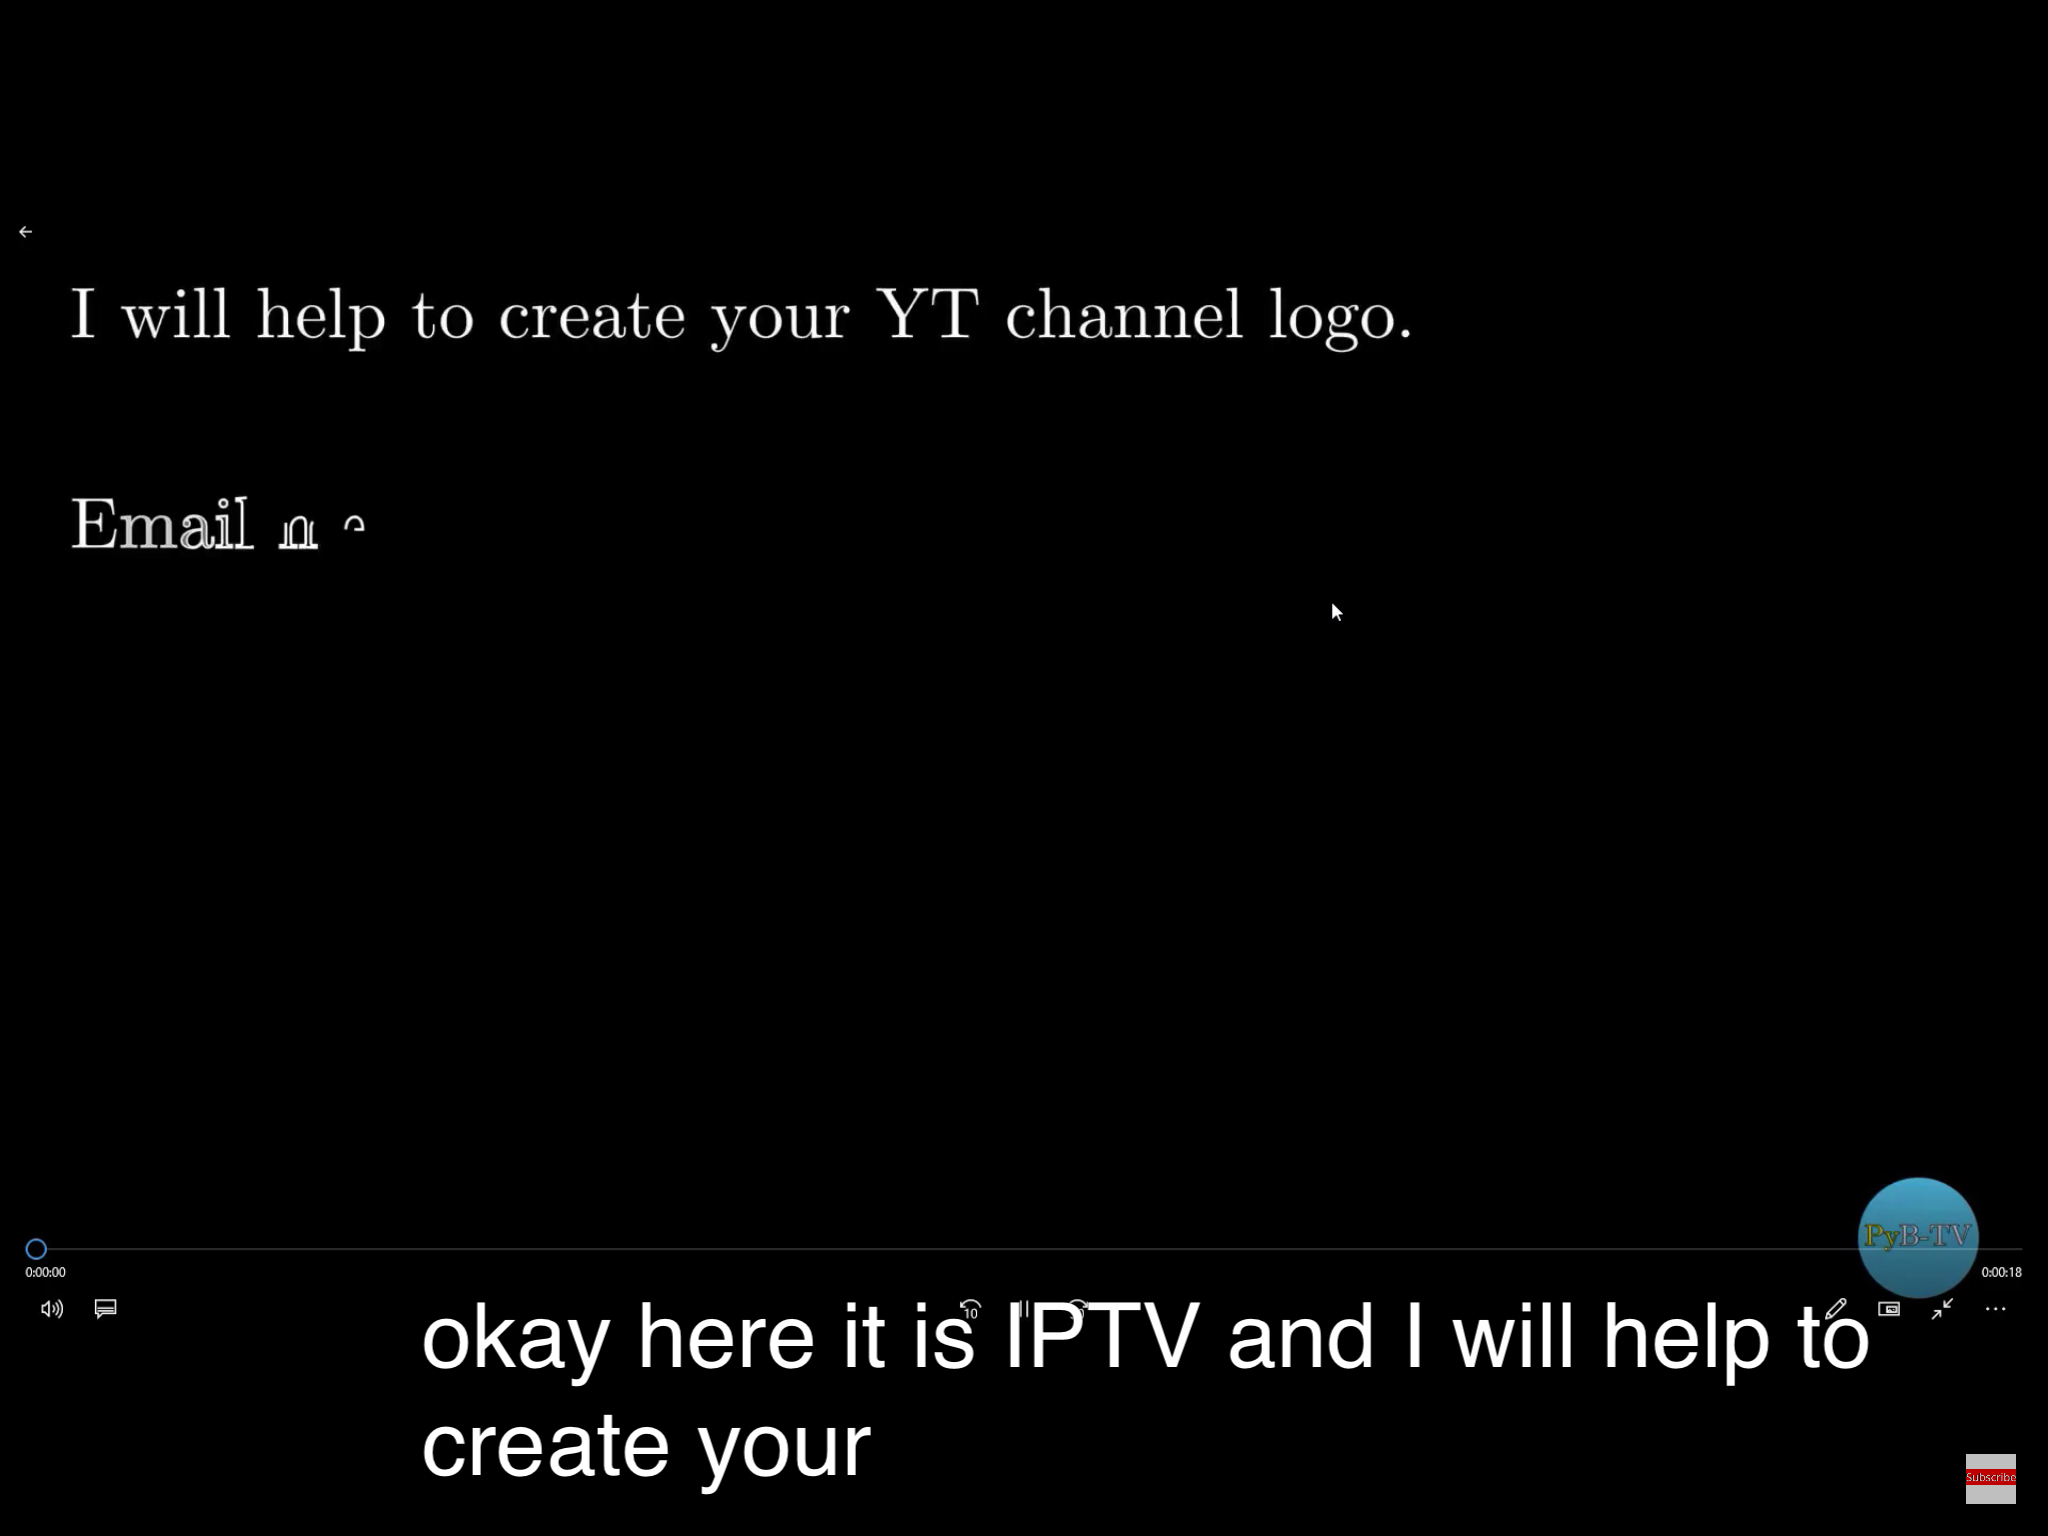 I will help to create your YT channel logo.
Email
PyB-TV
0:00:00
0:00:18
10
okay here it is IPTV and I will help to
create your
Subscribe